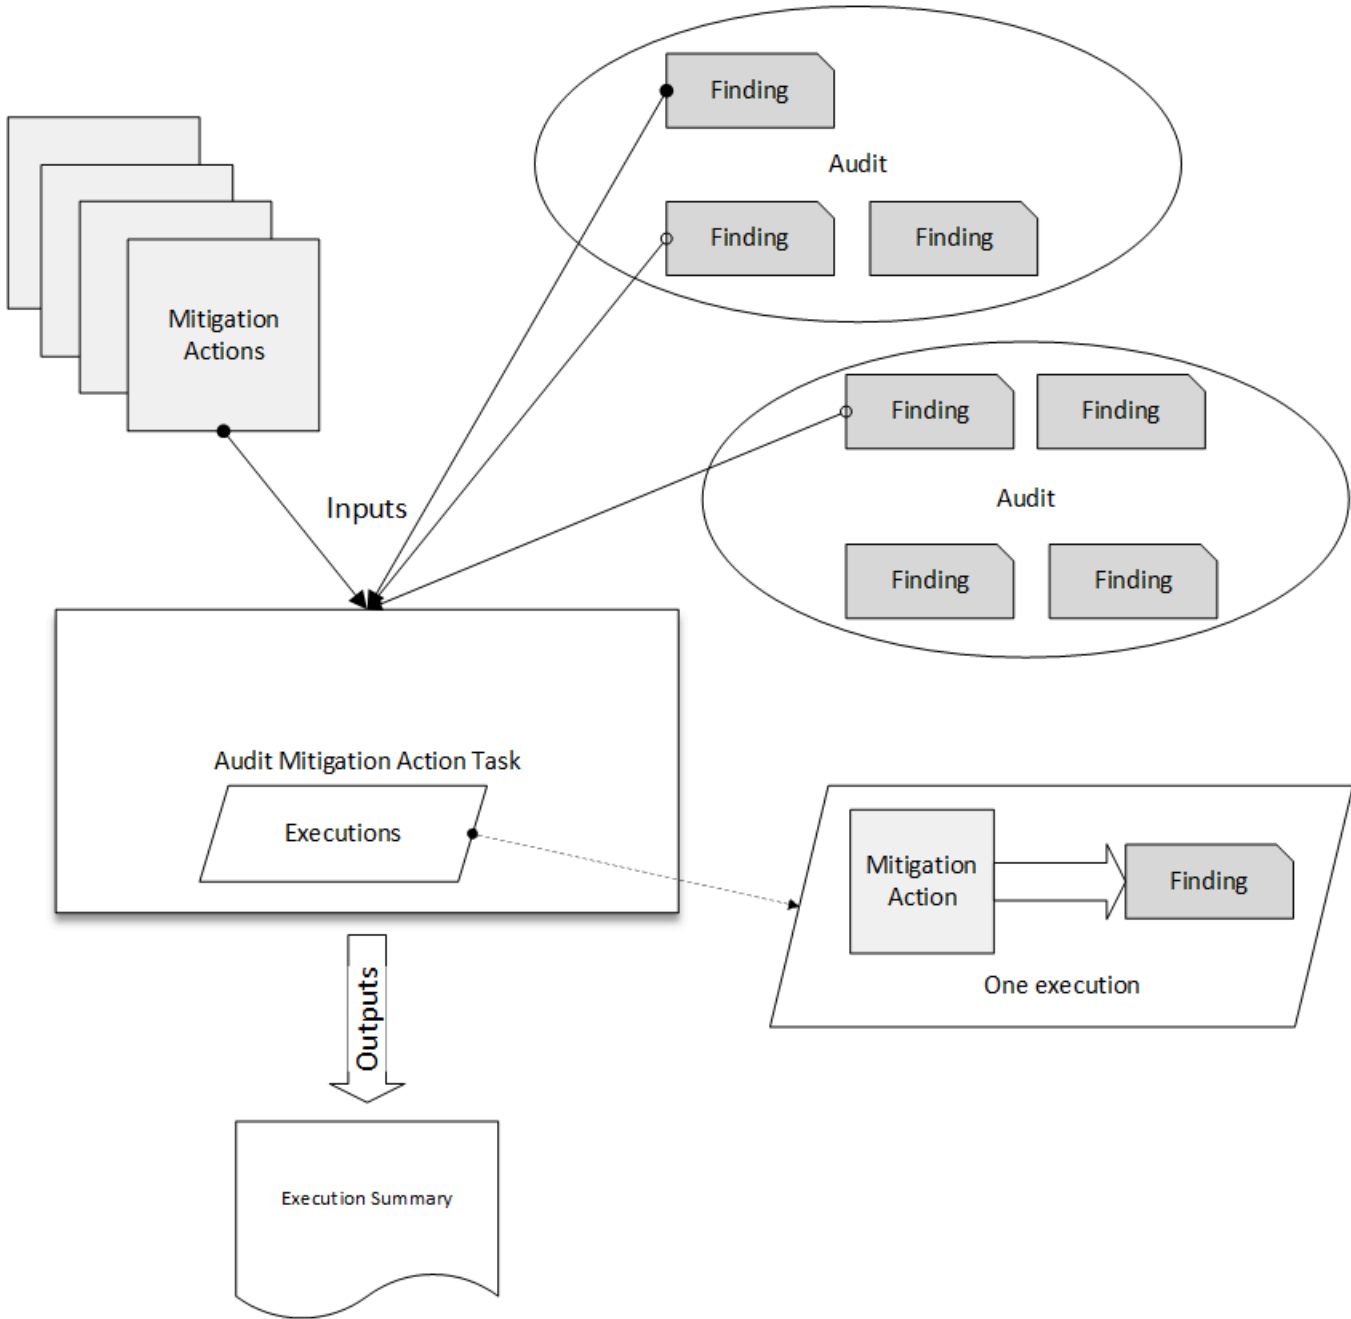 Finding
Audit
Finding
Finding
Mitigation
Actions
Finding
Finding
Audit
Inputs
Finding
Finding
Audit Mitigation Action Task
Executions
Mitigation
Action
Finding
One execution
Outputs
Execution Summary